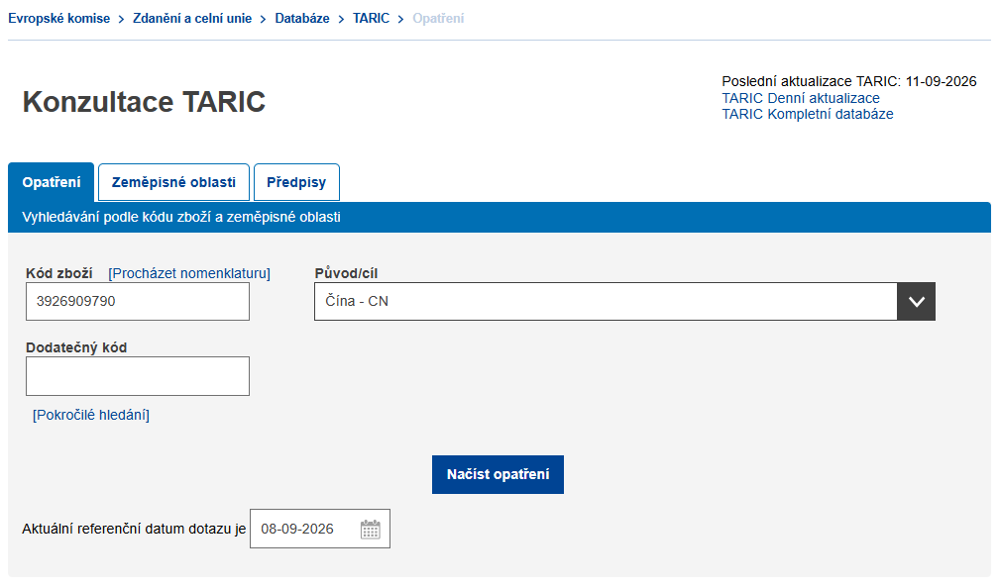 Evropské komise > Zdanění a celní unie > Databáze > TARIC > Opatření
Konzultace TARIC
Poslední aktualizace TARIC: 11-09-2026
TARIC Denní aktualizace
TARIC Kompletní databáze
Opatření Zeměpisné oblasti Předpisy
Vyhledávání podle kódu zboží a zeměpisné oblasti
Kód zboží [Procházet nomenklaturu] Původ/cíl
3926909790 Čína - CN
Dodatečný kód
[Pokročilé hledání]
Načíst opatření
Aktuální referenční datum dotazu je 08-09-2026